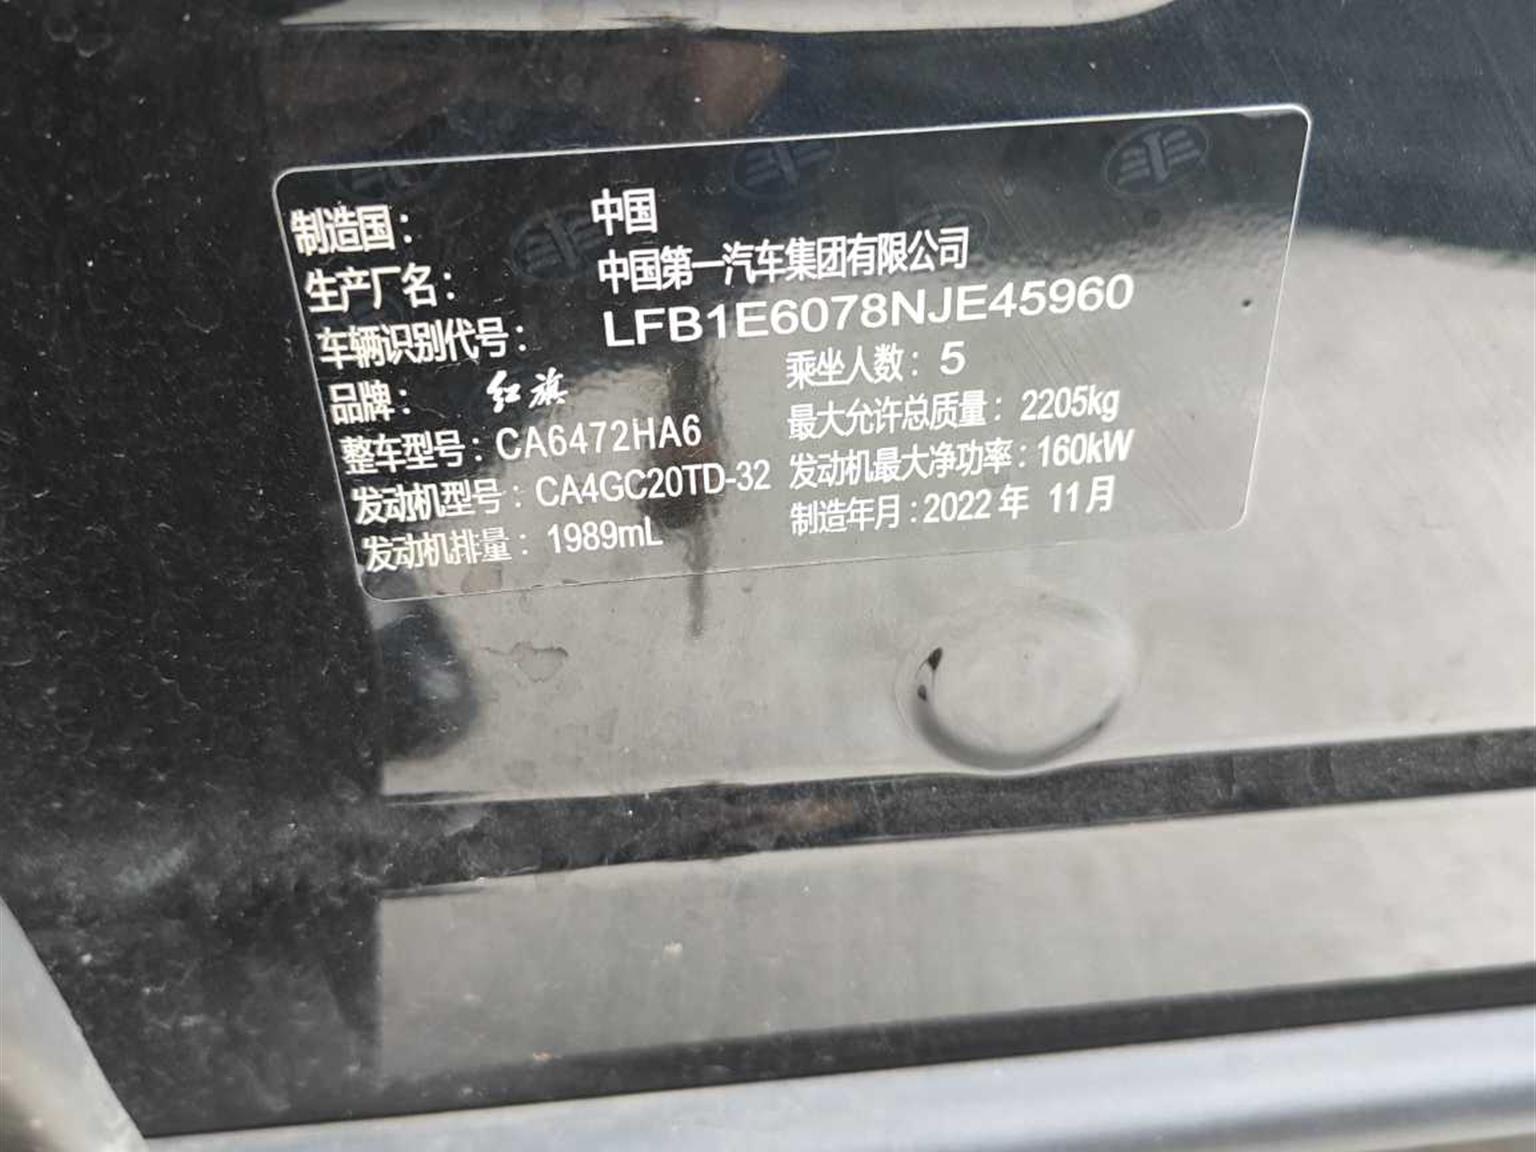 制造国： 中国
生产厂名： 中国第一汽车集团有限公司
车辆识别代号： LFB1E6078NJE45960
品牌： 红旗 乘坐人数：5
整车型号：CA6472HA6 最大允许总质量：2205kg
发动机型号：CA4GC20TD-32 发动机最大净功率：160kW
发动机排量：1989mL 制造年月：2022年 11月